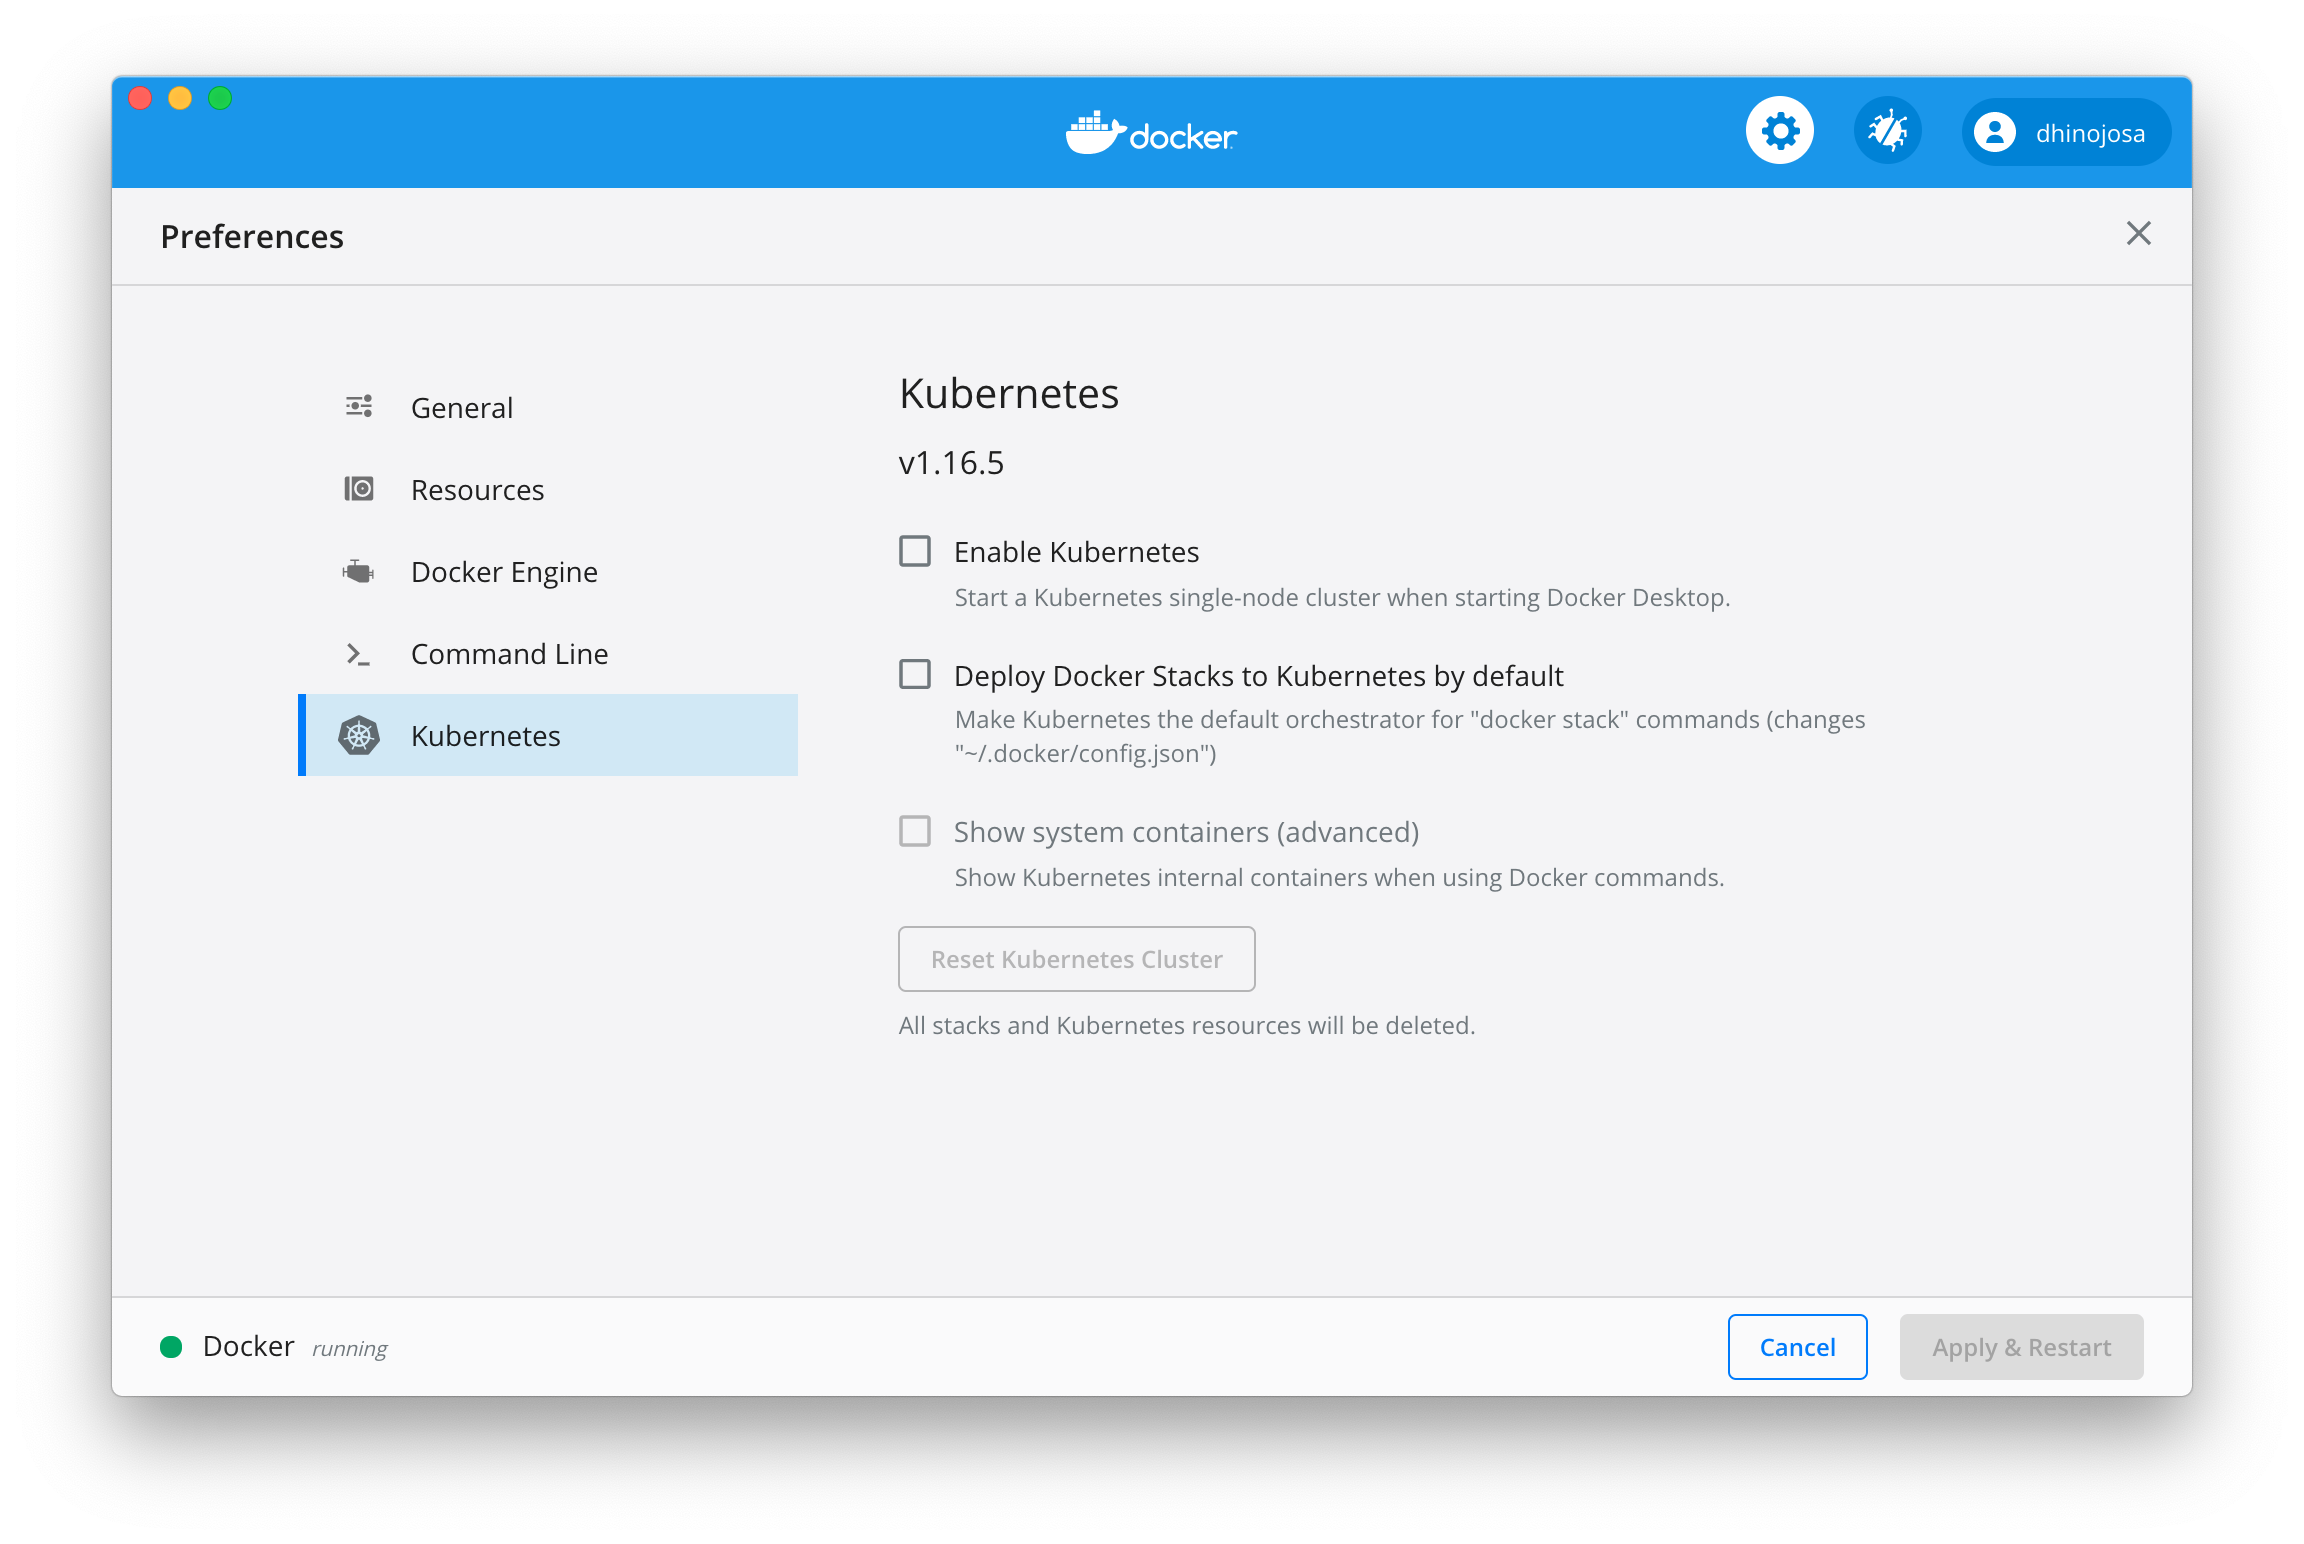 docker
dhinojosa
Preferences
General
Resources
Docker Engine
Command Line
Kubernetes
Kubernetes
v1.16.5
Enable Kubernetes
Start a Kubernetes single-node cluster when starting Docker Desktop.
Deploy Docker Stacks to Kubernetes by default
Make Kubernetes the default orchestrator for "docker stack" commands (changes
"~/.docker/config.json")
Show system containers (advanced)
Show Kubernetes internal containers when using Docker commands.
Reset Kubernetes Cluster
All stacks and Kubernetes resources will be deleted.
Docker running
Cancel
Apply & Restart